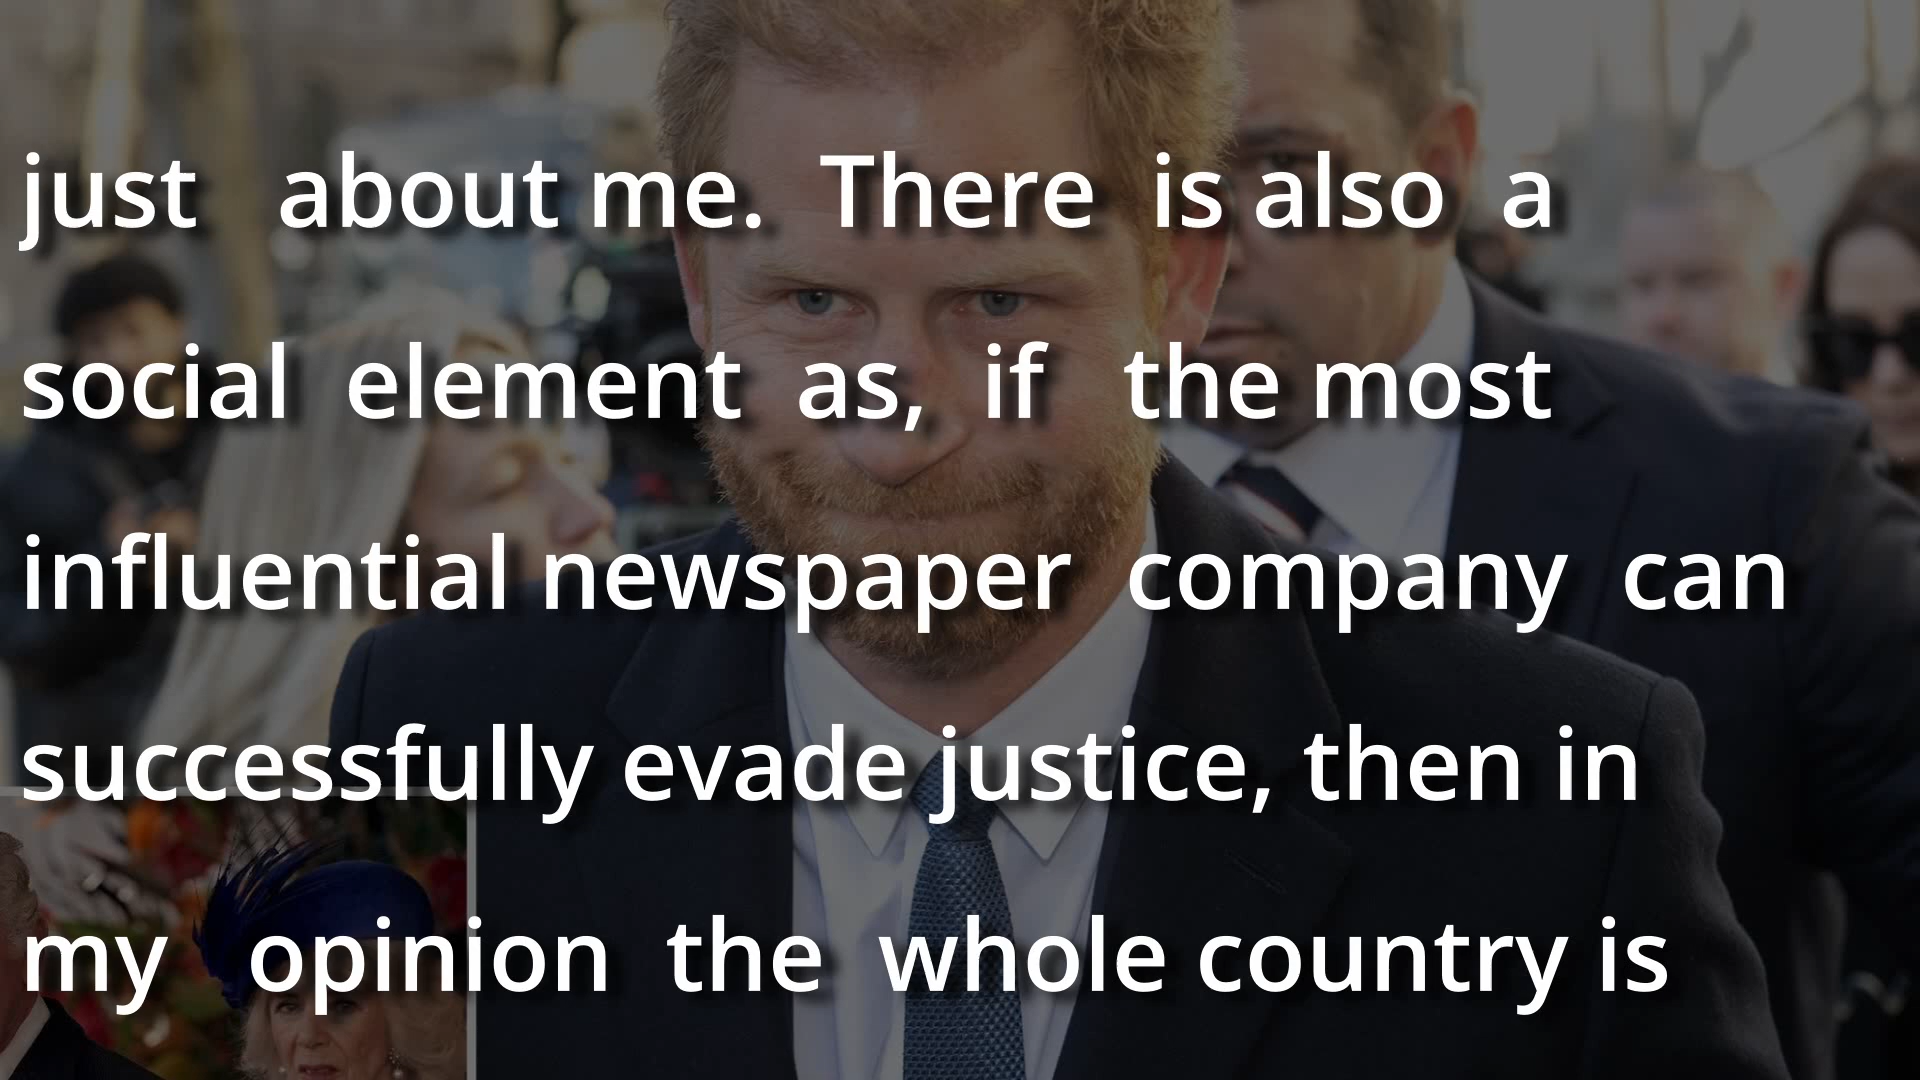 just about me. There is also a
social element as, if the most
influential newspaper company can
successfully evade justice, then in
my opinion the whole country is